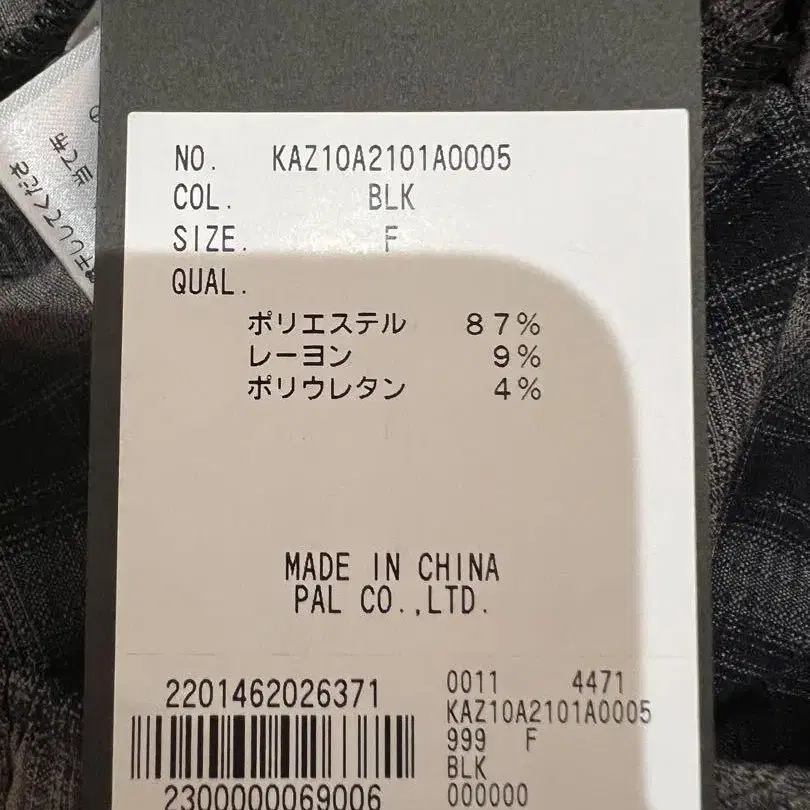 NO. KAZ10A2101A0005
COL. BLK
SIZE. F
QUAL.
ポリエステル 87%
レーヨン 9%
ポリウレタン 4%
MADE IN CHINA
PAL CO.,LTD.
2201462026371
2300000069006
0011 4471
KAZ10A2101A0005
999 F
BLK
000000